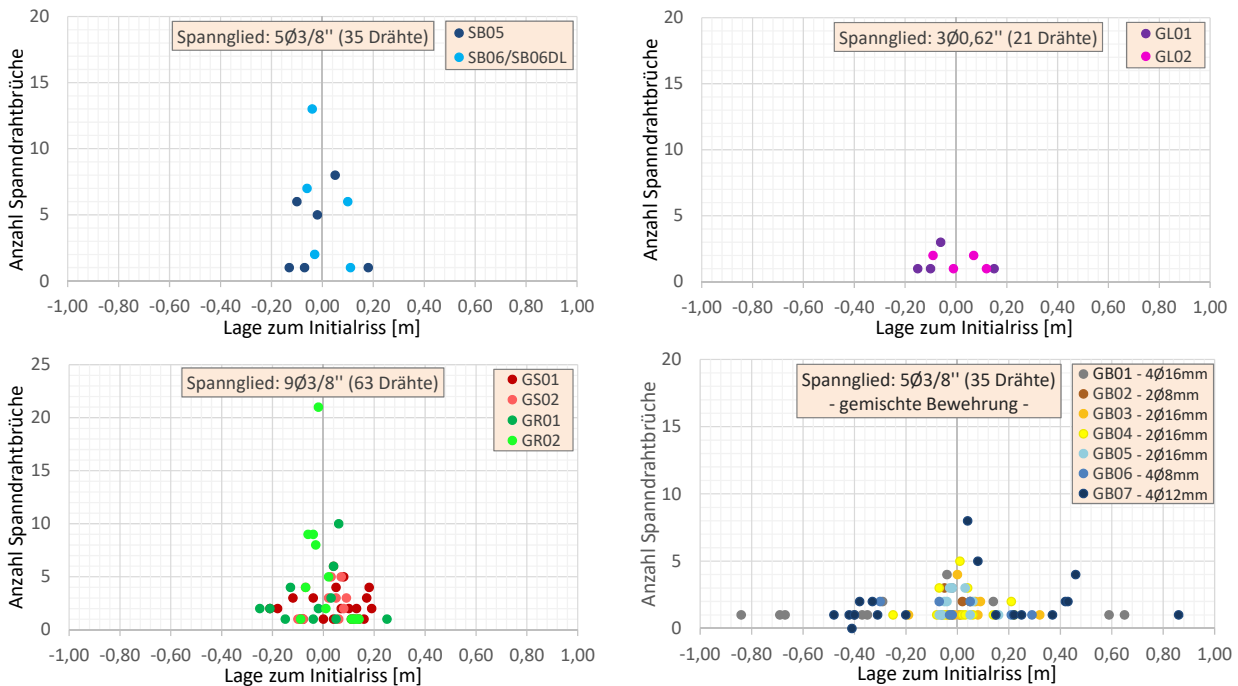 Anzahl Spanndrahtbrüche
20
15
10
5
0
Spannglied: 5Ø3/8'' (35 Drähte)
SB05
SB06/SB06DL
-1,00 -0,80 -0,60 -0,40 -0,20 0,00 0,20 0,40 0,60 0,80 1,00
Lage zum Initialriss [m]
Anzahl Spanndrahtbrüche
20
15
10
5
0
Spannglied: 3Ø0,62'' (21 Drähte)
GL01
GL02
-1,00 -0,80 -0,60 -0,40 -0,20 0,00 0,20 0,40 0,60 0,80 1,00
Lage zum Initialriss [m]
Anzahl Spanndrahtbrüche
25
20
15
10
5
0
Spannglied: 9Ø3/8'' (63 Drähte)
GS01
GS02
GR01
GR02
-1,00 -0,80 -0,60 -0,40 -0,20 0,00 0,20 0,40 0,60 0,80 1,00
Lage zum Initialriss [m]
Anzahl Spanndrahtbrüche
20
15
10
5
0
Spannglied: 5Ø3/8'' (35 Drähte)
- gemischte Bewehrung -
GB01 - 4Ø16mm
GB02 - 2Ø8mm
GB03 - 2Ø16mm
GB04 - 2Ø16mm
GB05 - 2Ø16mm
GB06 - 4Ø8mm
GB07 - 4Ø12mm
-1,00 -0,80 -0,60 -0,40 -0,20 0,00 0,20 0,40 0,60 0,80 1,00
Lage zum Initialriss [m]